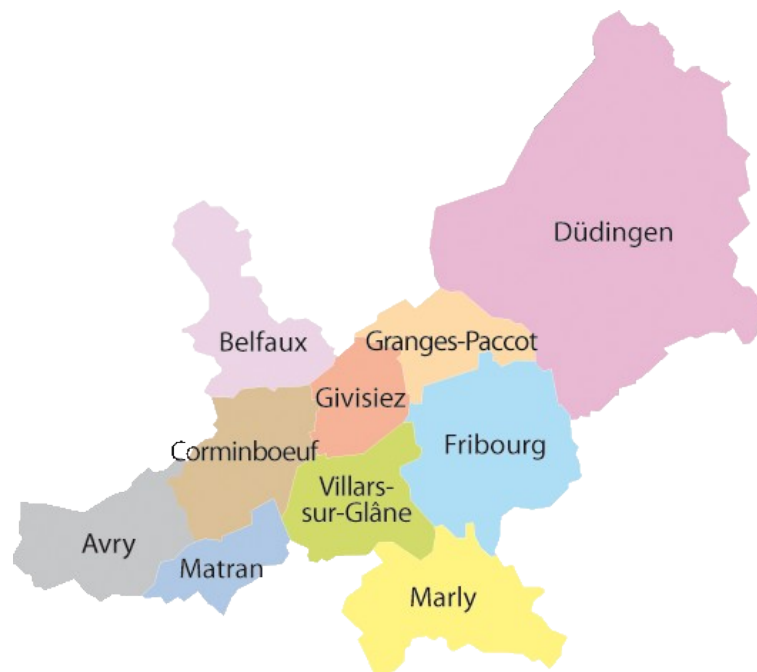 Düdingen
Belfaux
Granges-Paccot
Givisiez
Corminboeuf
Fribourg
Villars-
sur-Glâne
Avry
Matran
Marly